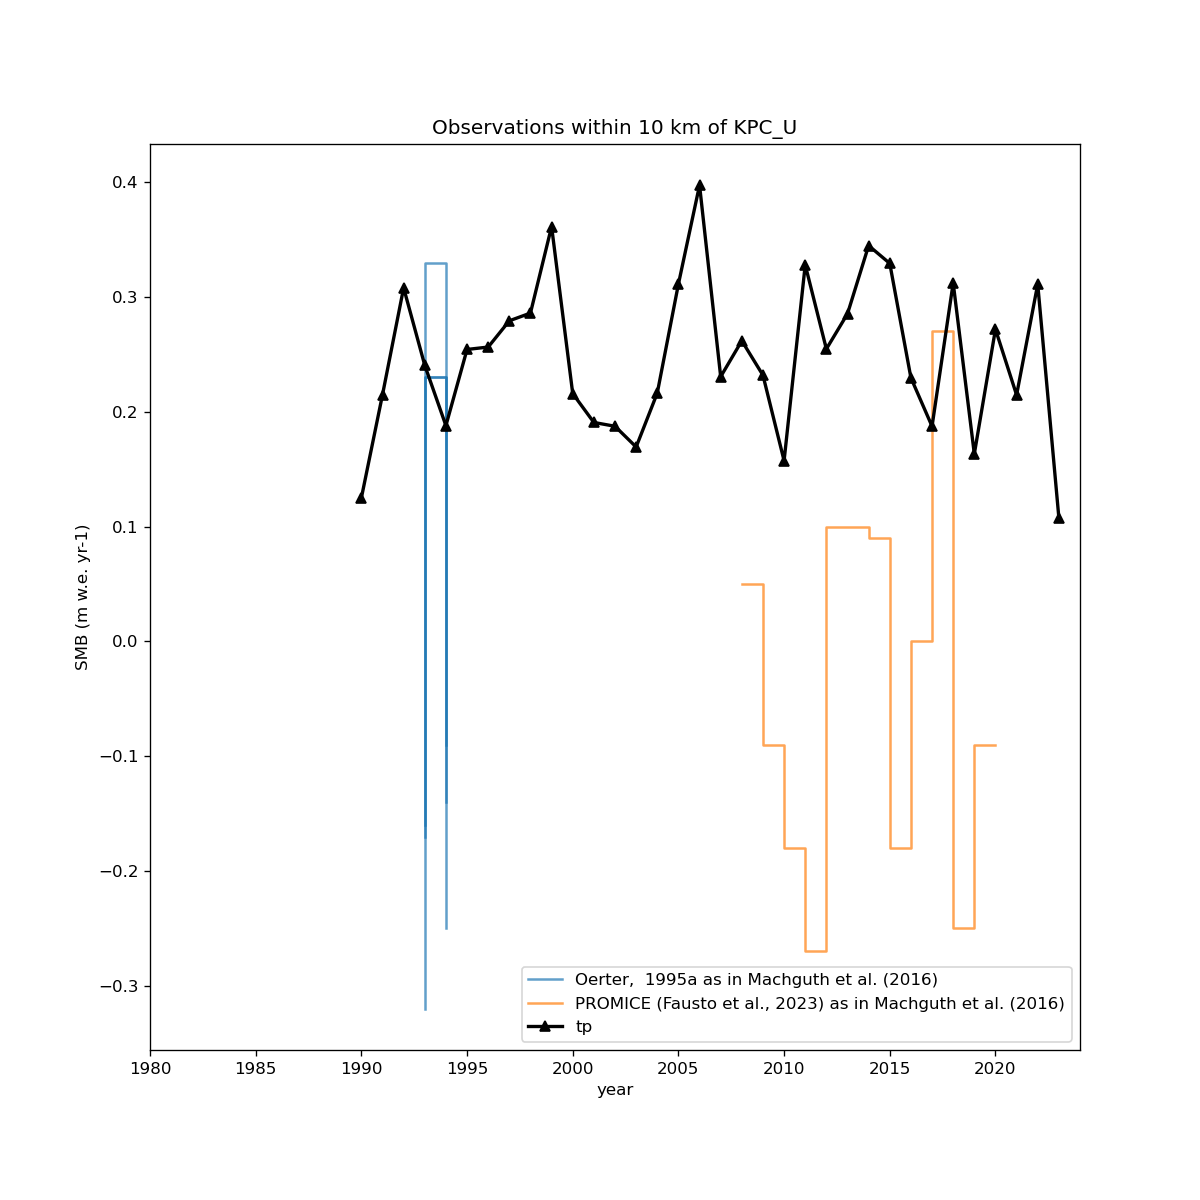 Observations within 10 km of KPC_U
SMB (m w.e. yr-1)
0.4
0.3
0.2
0.1
0.0
−0.1
−0.2
−0.3
Oerter,  1995a as in Machguth et al. (2016)
PROMICE (Fausto et al., 2023) as in Machguth et al. (2016)
tp
1980 1985 1990 1995 2000 2005 2010 2015 2020
year